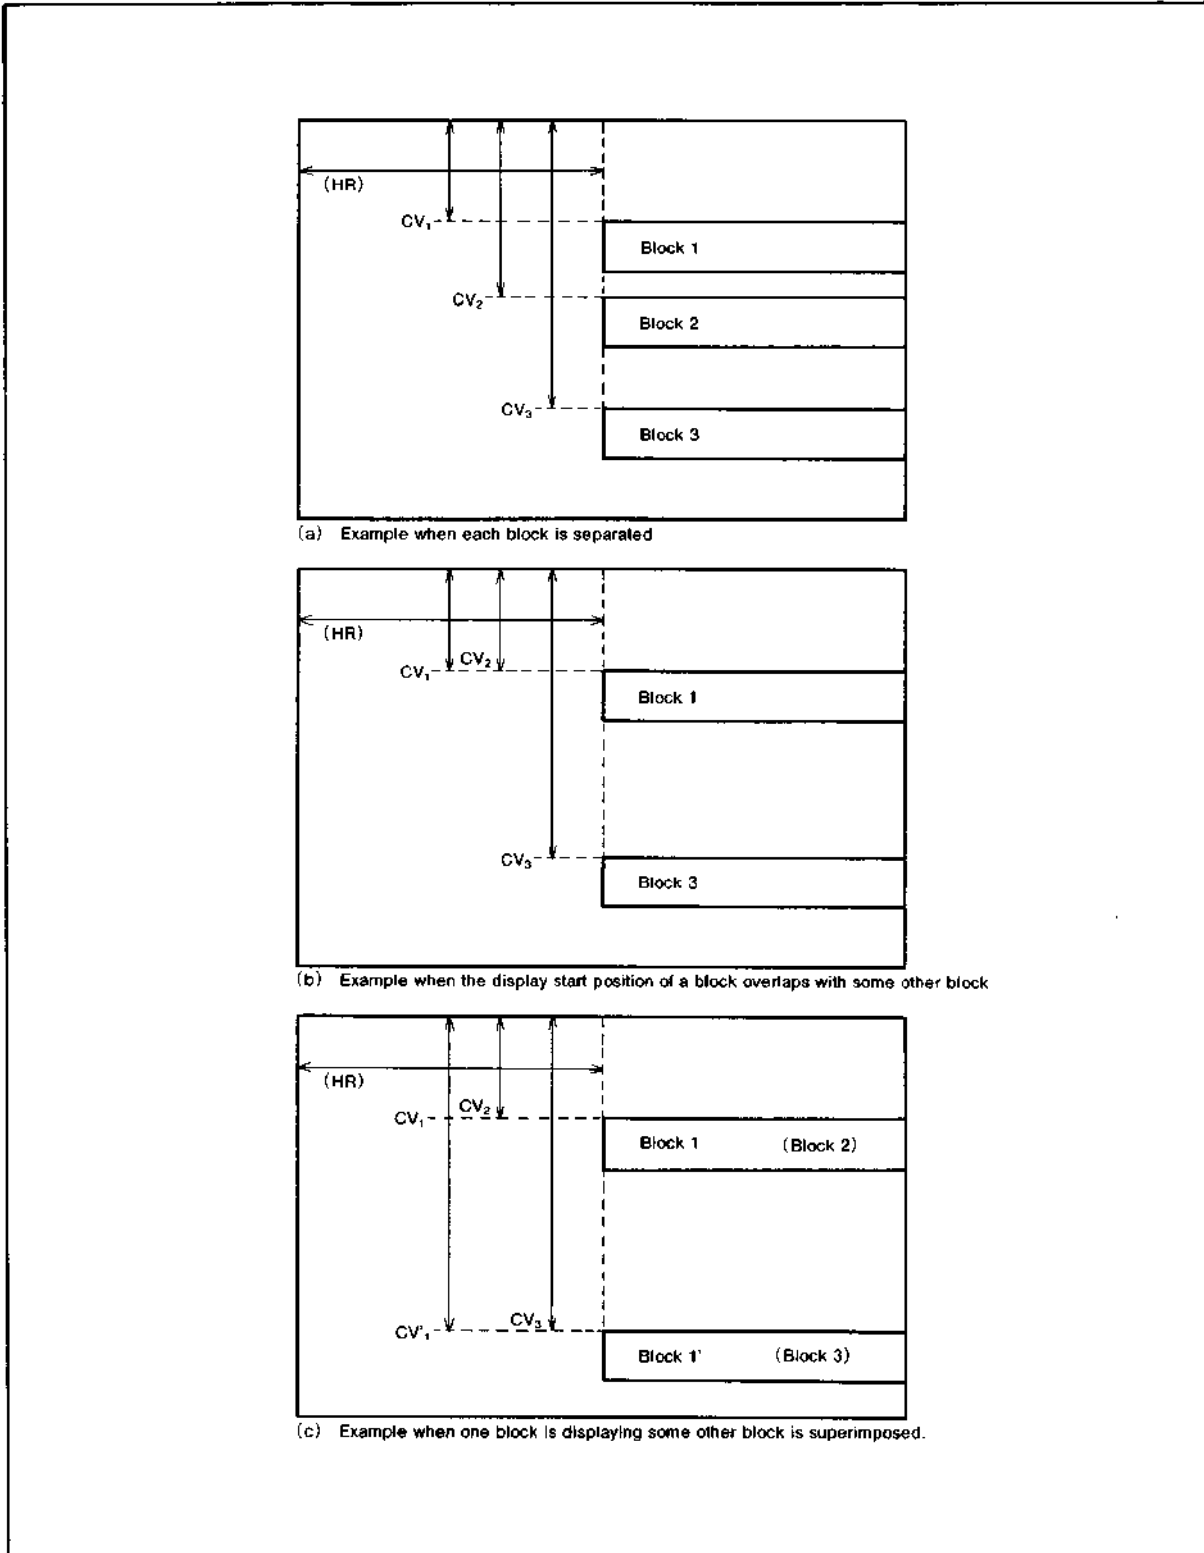 (HR)
CV₁
Block 1
CV₂
Block 2
CV₃
Block 3
(a) Example when each block is separated
(HR)
CV₁ CV₂
Block 1
CV₃
Block 3
(b) Example when the display start position of a block overlaps with some other block
(HR)
CV₁ CV₂
Block 1 (Block 2)
CV'₁ CV₃
Block 1' (Block 3)
(c) Example when one block is displaying some other block is superimposed.